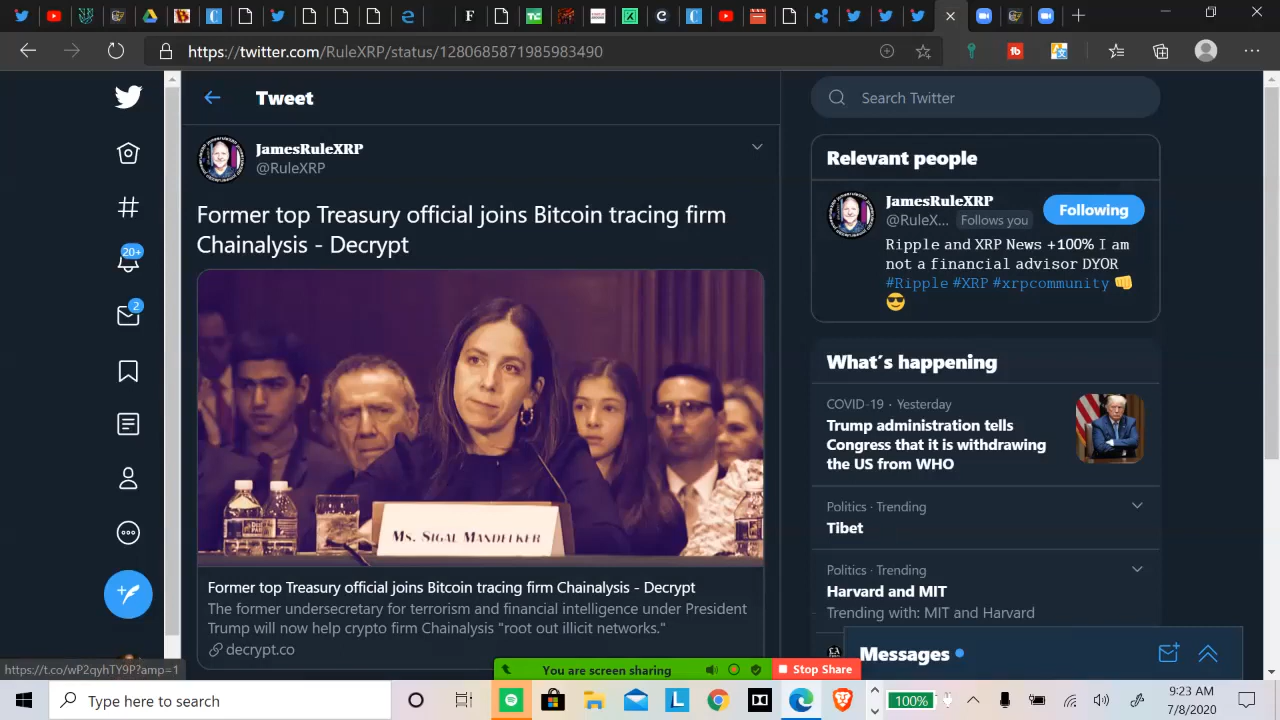 https://twitter.com/RuleXRP/status/1280685871985983490
Tweet
Search Twitter
JamesRuleXRP
@RuleXRP
Former top Treasury official joins Bitcoin tracing firm
Chainalysis - Decrypt
MS. SIGAL MANDELKER
Former top Treasury official joins Bitcoin tracing firm Chainalysis - Decrypt
The former undersecretary for terrorism and financial intelligence under President
Trump will now help crypto firm Chainalysis "root out illicit networks."
decrypt.co
20+
2
Relevant people
JamesRuleXRP
@RuleX... Follows you
Following
Ripple and XRP News +100% I am
not a financial advisor DYOR
#Ripple #XRP #xrpcommunity 👊
😎
What's happening
COVID-19 · Yesterday
Trump administration tells
Congress that it is withdrawing
the US from WHO
Politics · Trending
Tibet
Politics · Trending
Harvard and MIT
Trending with: MIT and Harvard
Messages
https://t.co/wP2qyhTY9P?amp=1
You are screen sharing
Stop Share
Type here to search
100%
9:23 AM
7/8/2020